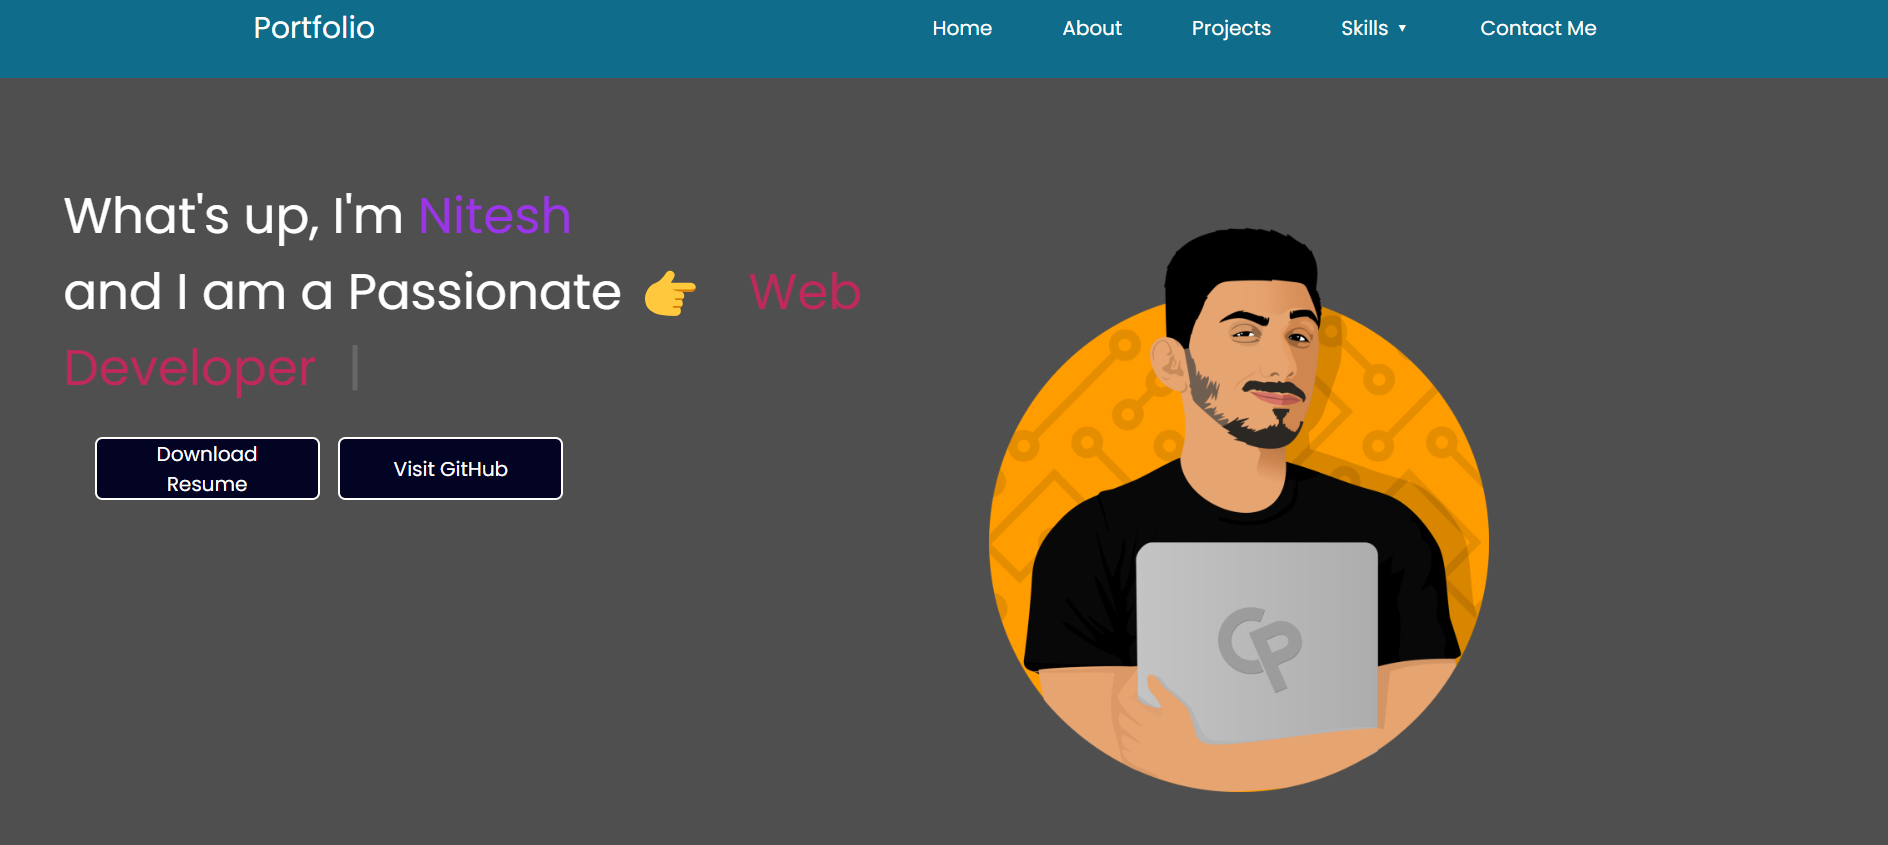 Portfolio Home About Projects Skills ▼ Contact Me
What's up, I'm Nitesh
and I am a Passionate 👉 Web
Developer |
Download
Resume
Visit GitHub
CP